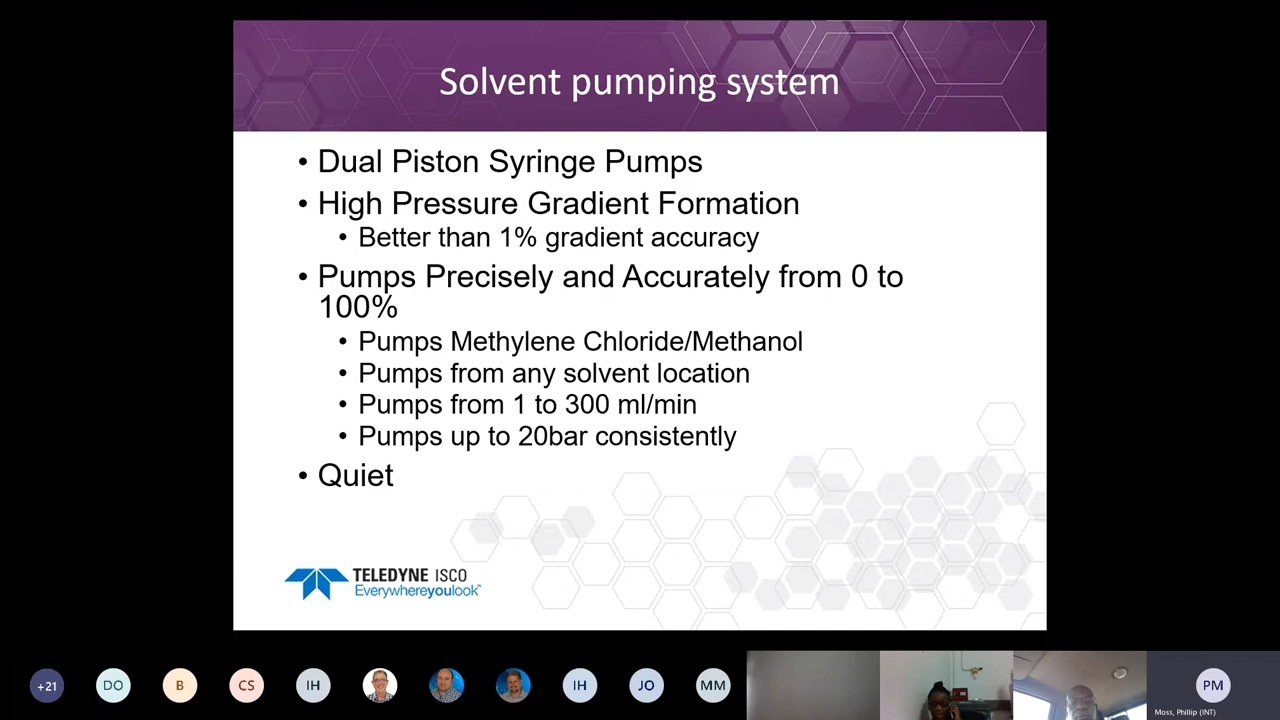 Solvent pumping system
• Dual Piston Syringe Pumps
• High Pressure Gradient Formation
• Better than 1% gradient accuracy
• Pumps Precisely and Accurately from 0 to
100%
• Pumps Methylene Chloride/Methanol
• Pumps from any solvent location
• Pumps from 1 to 300 ml/min
• Pumps up to 20bar consistently
• Quiet
TELEDYNE ISCO
Everywhereyoulook™
+21
DO
B
CS
IH
IH
JO
MM
PM
Moss, Phillip (INT)